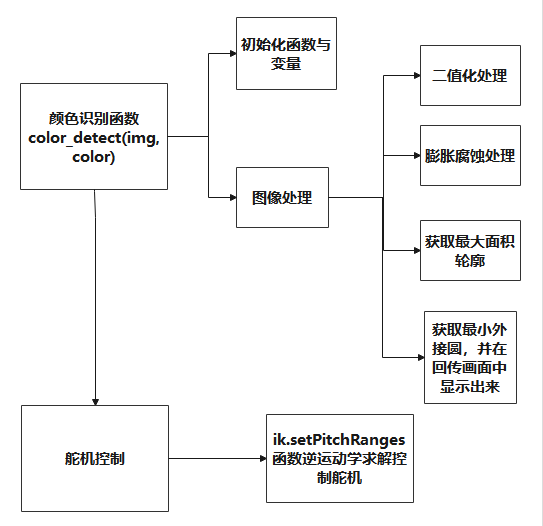 颜色识别函数
color_detect(img,
color)
初始化函数与
变量
图像处理
二值化处理
膨胀腐蚀处理
获取最大面积
轮廓
获取最小外
接圆，并在
回传画面中
显示出来
舵机控制
ik.setPitchRanges
函数逆运动学求解控
制舵机